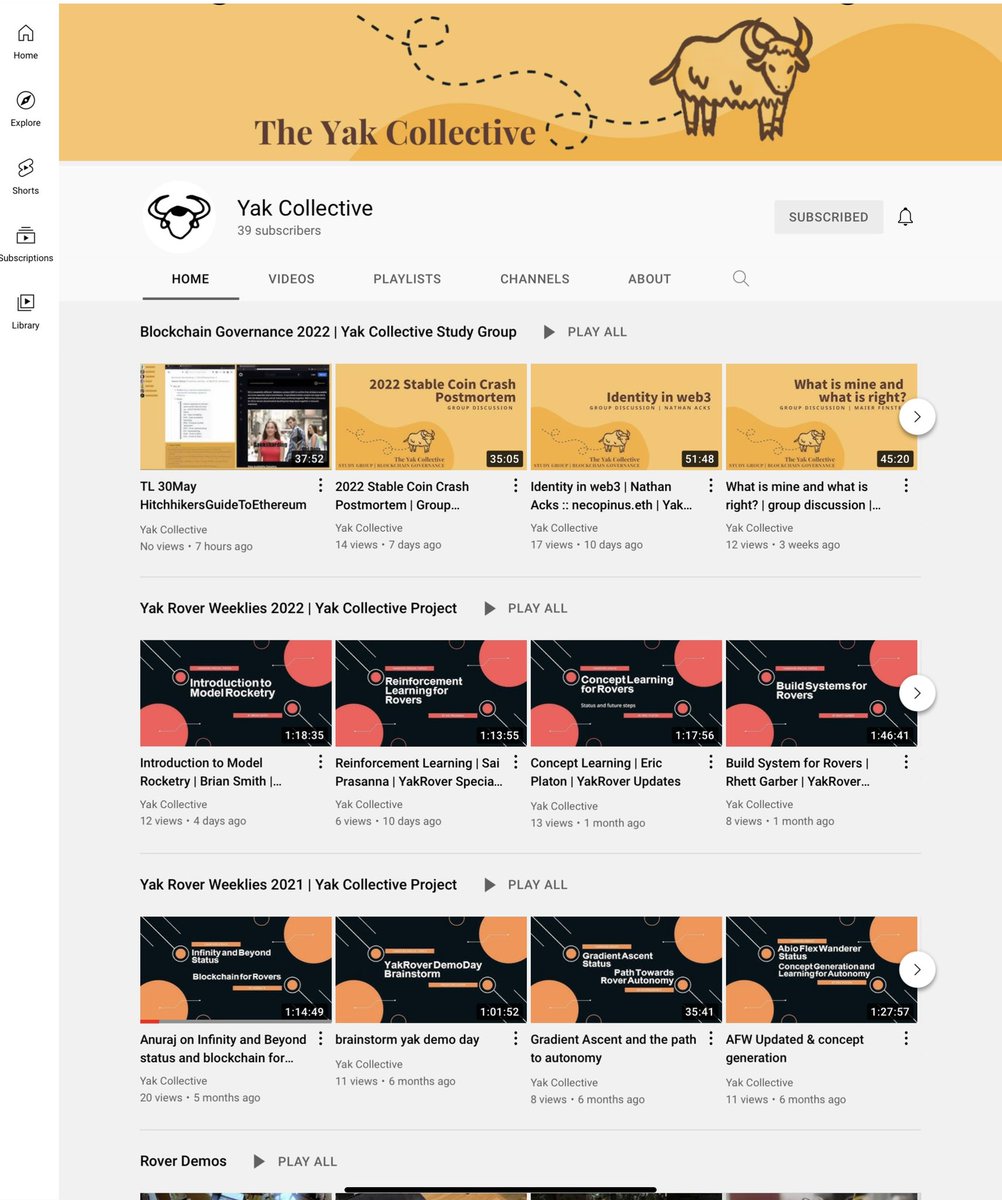 Home
Explore
Shorts
Subscriptions
Library
The Yak Collective
Yak Collective
39 subscribers
SUBSCRIBED
HOME
VIDEOS
PLAYLISTS
CHANNELS
ABOUT
Blockchain Governance 2022 | Yak Collective Study Group
PLAY ALL
37:52
TL 30May
HitchhikersGuideToEthereum
Yak Collective
No views • 7 hours ago
2022 Stable Coin Crash
Postmortem
GROUP DISCUSSION
The Yak Collective
STUDY GROUP | BLOCKCHAIN GOVERNANCE
35:05
2022 Stable Coin Crash
Postmortem | Group...
Yak Collective
14 views • 7 days ago
Identity in web3
GROUP DISCUSSION | NATHAN ACKS
The Yak Collective
STUDY GROUP | BLOCKCHAIN GOVERNANCE
51:48
Identity in web3 | Nathan
Acks :: necopinus.eth | Yak...
Yak Collective
17 views • 10 days ago
What is mine and
what is right?
GROUP DISCUSSION | MAIER FENSTER
The Yak Collective
STUDY GROUP | BLOCKCHAIN GOVERNANCE
45:20
What is mine and what is
right? | group discussion |...
Yak Collective
12 views • 3 weeks ago
Yak Rover Weeklies 2022 | Yak Collective Project
PLAY ALL
Introduction to
Model Rocketry
1:18:35
Introduction to Model
Rocketry | Brian Smith |...
Yak Collective
12 views • 4 days ago
Reinforcement
Learning for
Rovers
1:13:55
Reinforcement Learning | Sai
Prasanna | YakRover Specia...
Yak Collective
6 views • 10 days ago
Concept Learning
for Rovers
Status and future steps
1:17:56
Concept Learning | Eric
Platon | YakRover Updates
Yak Collective
13 views • 1 month ago
Build Systems for
Rovers
1:46:41
Build System for Rovers |
Rhett Garber | YakRover...
Yak Collective
8 views • 1 month ago
Yak Rover Weeklies 2021 | Yak Collective Project
PLAY ALL
Infinity and Beyond
Status
Blockchain for Rovers
1:14:49
Anuraj on Infinity and Beyond
status and blockchain for...
Yak Collective
20 views • 5 months ago
YakRover DemoDay
Brainstorm
1:01:52
brainstorm yak demo day
Yak Collective
11 views • 6 months ago
Gradient Ascent
Status
Path Towards
Rover Autonomy
35:41
Gradient Ascent and the path
to autonomy
Yak Collective
8 views • 6 months ago
Abio Flex Wanderer
Status
Concept Generation and
Learning for Autonomy
1:27:57
AFW Updated & concept
generation
Yak Collective
11 views • 6 months ago
Rover Demos
PLAY ALL